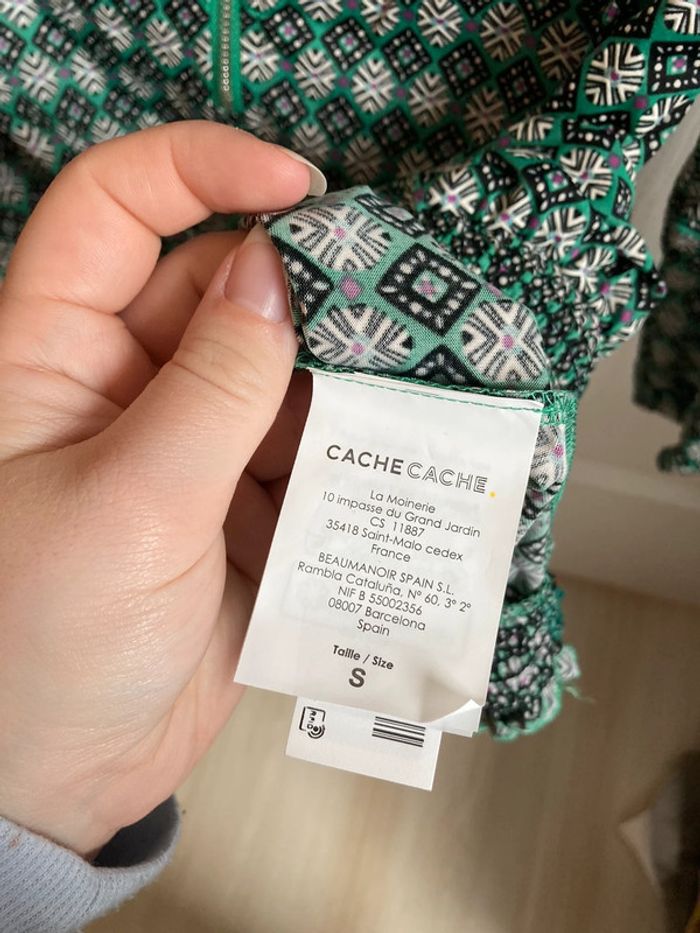 CACHE CACHE.
La Moinerie
10 impasse du Grand Jardin
CS 11887
35418 Saint-Malo cedex
France
BEAUMANOIR SPAIN S.L.
Rambla Cataluña, Nº 60, 3º 2º
NIF B 55002356
08007 Barcelona
Spain
Taille / Size
S